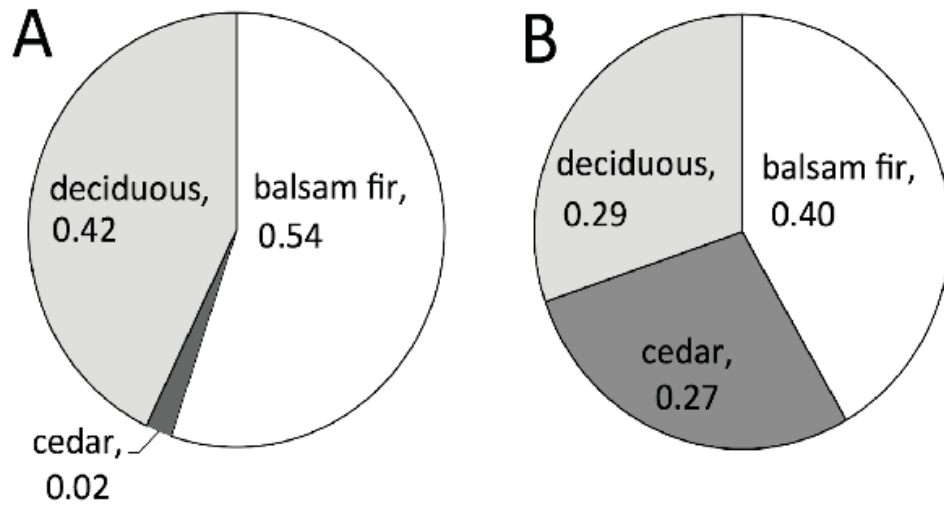 A
deciduous,
0.42
balsam fir,
0.54
cedar,
0.02
B
deciduous,
0.29
balsam fir,
0.40
cedar,
0.27